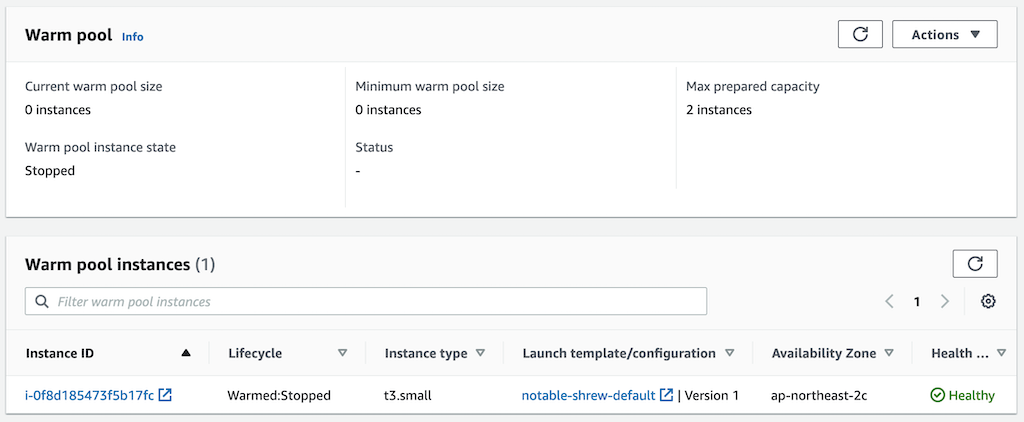 Warm pool Info
Actions
Current warm pool size
0 instances
Minimum warm pool size
0 instances
Max prepared capacity
2 instances
Warm pool instance state
Stopped
Status
-
Warm pool instances (1)
Filter warm pool instances
1
Instance ID Lifecycle Instance type Launch template/configuration Availability Zone Health ...
i-0f8d185473f5b17fc Warmed:Stopped t3.small notable-shrew-default | Version 1 ap-northeast-2c Healthy